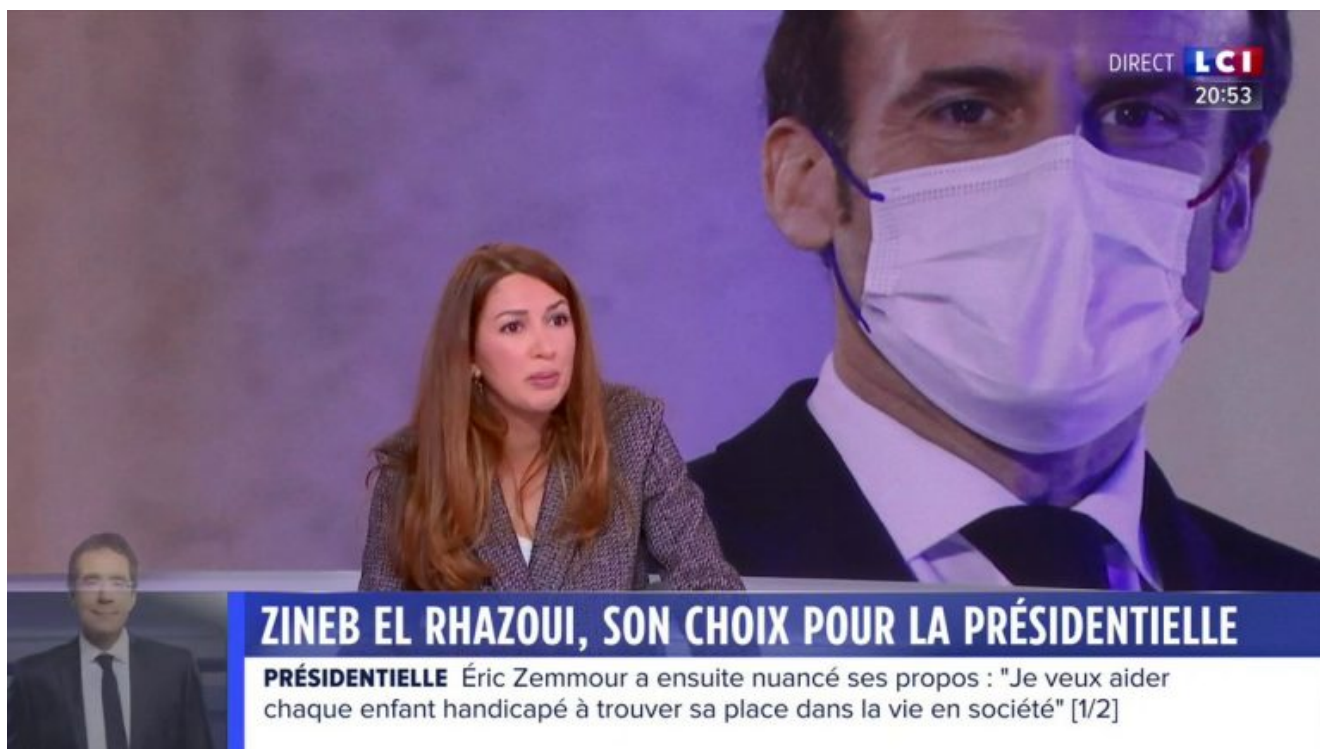 DIRECT LCI
20:53
ZINEB EL RHAZOUI, SON CHOIX POUR LA PRÉSIDENTIELLE
PRÉSIDENTIELLE Éric Zemmour a ensuite nuancé ses propos : "Je veux aider
chaque enfant handicapé à trouver sa place dans la vie en société" [1/2]